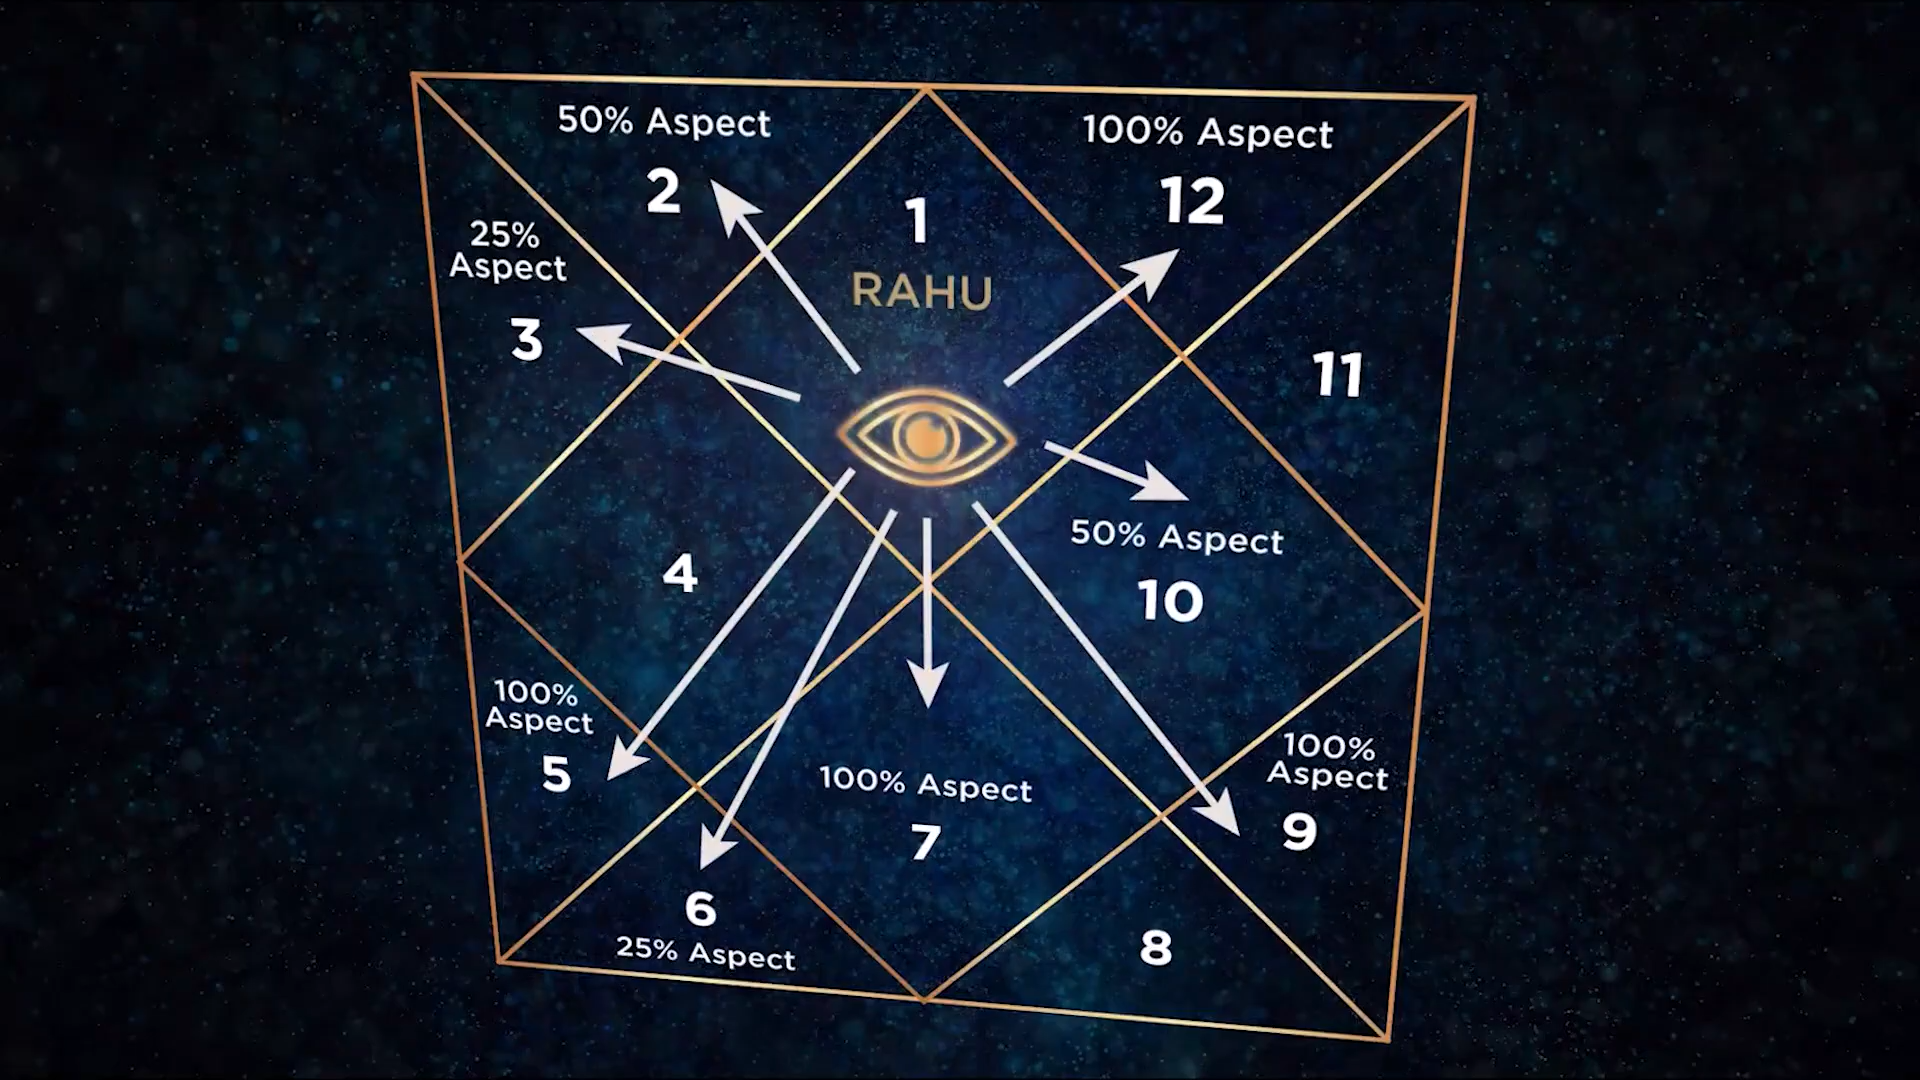 50% Aspect
2
100% Aspect
12
1
RAHU
25%
Aspect
3
11
4
50% Aspect
10
100%
Aspect
5
100% Aspect
7
100%
Aspect
9
6
25% Aspect
8